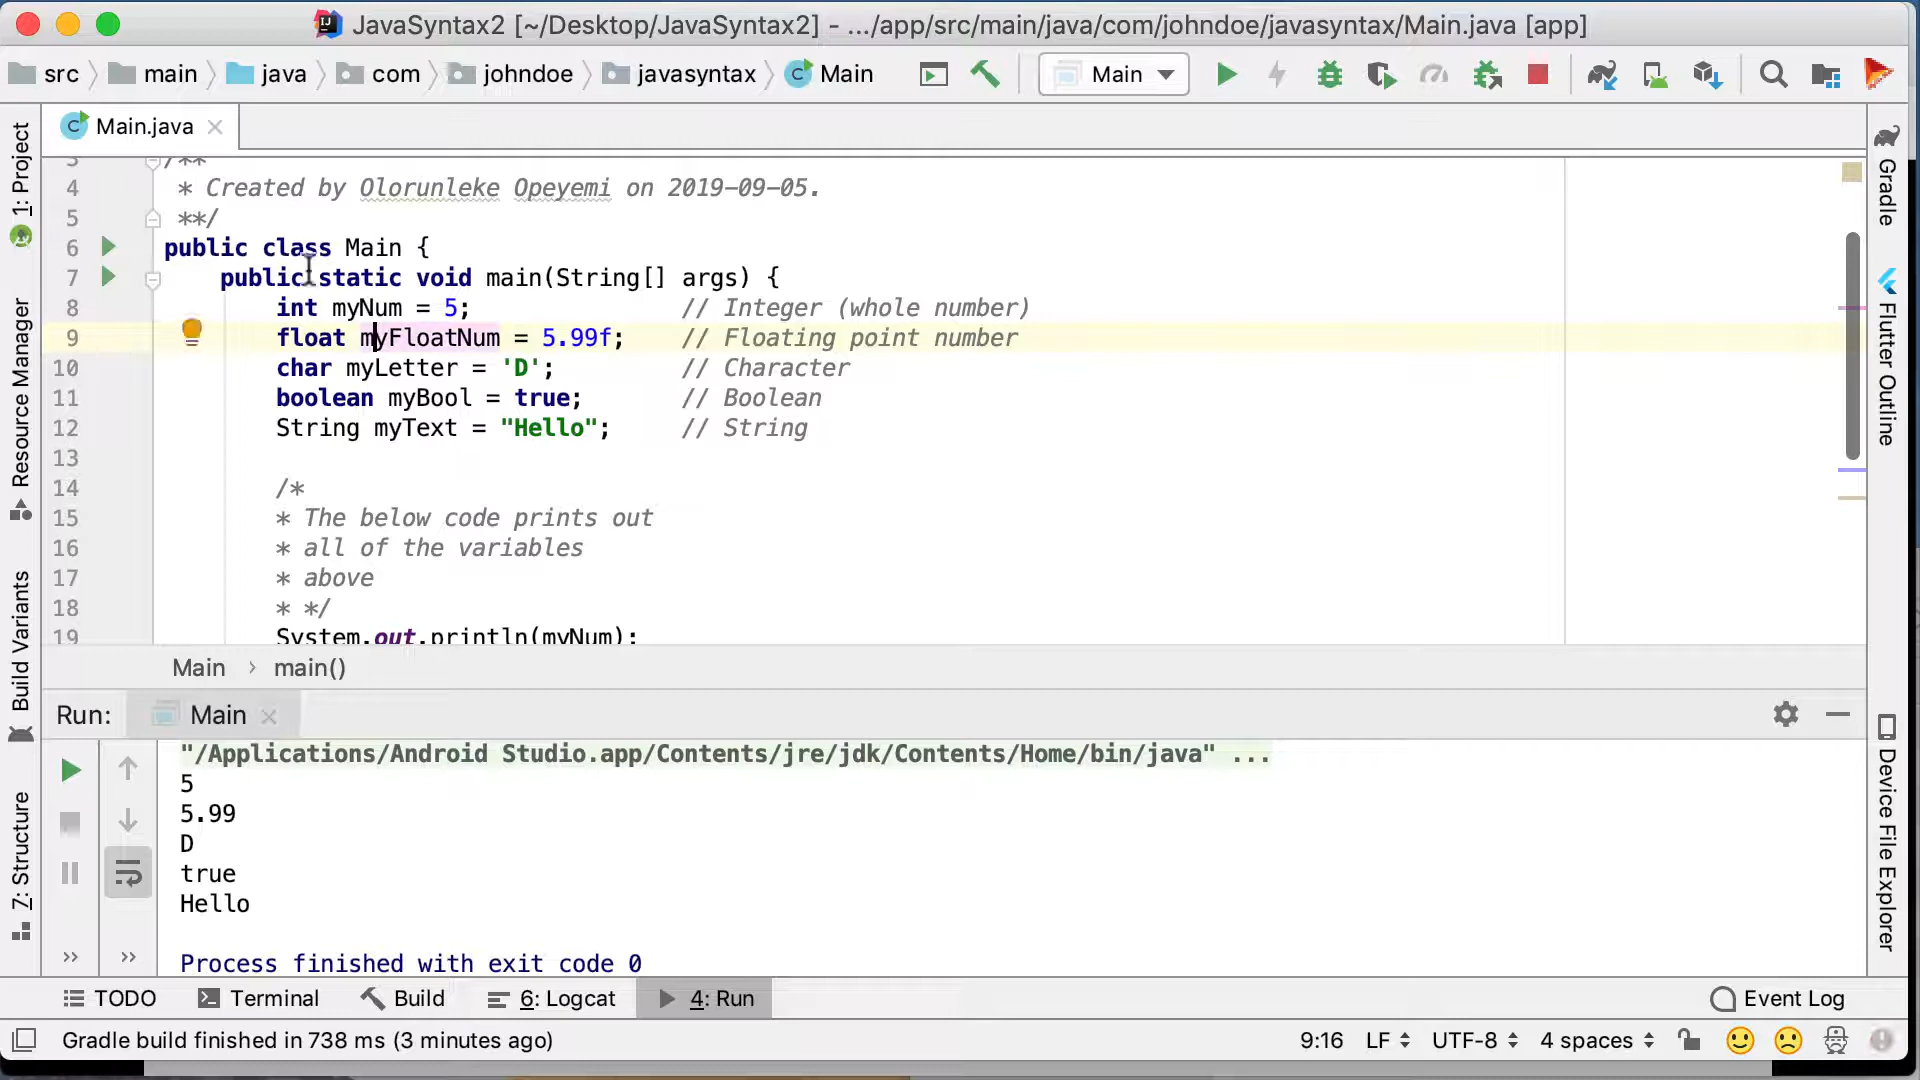 JavaSyntax2 [~/Desktop/JavaSyntax2] - .../app/src/main/java/com/johndoe/javasyntax/Main.java [app]
src main java com johndoe javasyntax Main Main
Main.java
1: Project
Resource Manager
Build Variants
7: Structure
3 /**
4 * Created by Olorunleke Opeyemi on 2019-09-05.
5 **/
6 public class Main {
7 public static void main(String[] args) {
8 int myNum = 5; // Integer (whole number)
9 float myFloatNum = 5.99f; // Floating point number
10 char myLetter = 'D'; // Character
11 boolean myBool = true; // Boolean
12 String myText = "Hello"; // String
13
14 /*
15 * The below code prints out
16 * all of the variables
17 * above
18 * */
19 System.out.println(myNum);
Main › main()
Gradle
Flutter Outline
Device File Explorer
Run: Main
"/Applications/Android Studio.app/Contents/jre/jdk/Contents/Home/bin/java" ...
5
5.99
D
true
Hello
Process finished with exit code 0
TODO Terminal Build 6: Logcat 4: Run Event Log
Gradle build finished in 738 ms (3 minutes ago) 9:16 LF UTF-8 4 spaces